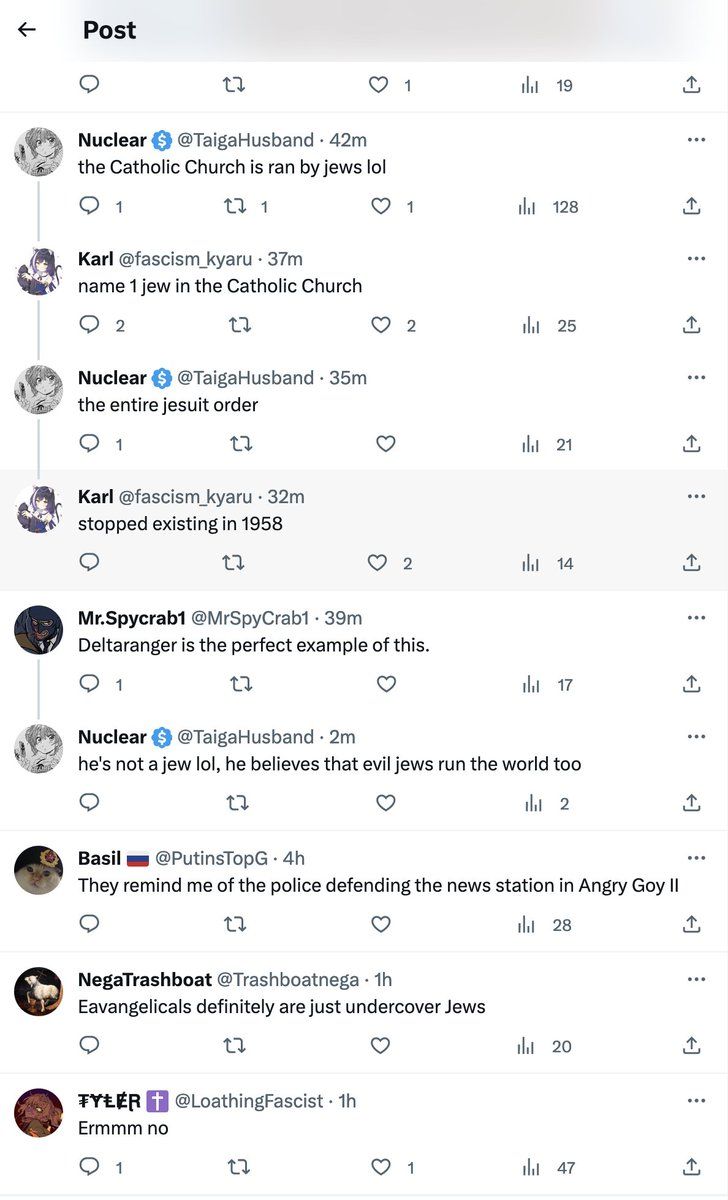 Post
1 19
Nuclear @TaigaHusband · 42m
the Catholic Church is ran by jews lol
1 1 1 128
Karl @fascism_kyaru · 37m
name 1 jew in the Catholic Church
2 2 25
Nuclear @TaigaHusband · 35m
the entire jesuit order
1 21
Karl @fascism_kyaru · 32m
stopped existing in 1958
2 14
Mr.Spycrab1 @MrSpyCrab1 · 39m
Deltaranger is the perfect example of this.
1 17
Nuclear @TaigaHusband · 2m
he's not a jew lol, he believes that evil jews run the world too
2
Basil 🇷🇺 @PutinsTopG · 4h
They remind me of the police defending the news station in Angry Goy II
28
NegaTrashboat @Trashboatnega · 1h
Eavangelicals definitely are just undercover Jews
20
₮ɎⱠɆⱤ ✝️ @LoathingFascist · 1h
Ermmm no
1 1 47